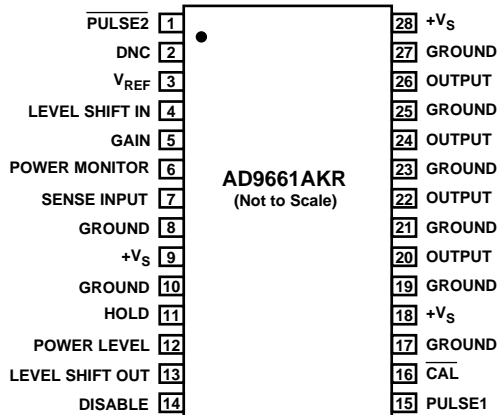 PULSE2 1
DNC 2
VREF 3
LEVEL SHIFT IN 4
GAIN 5
POWER MONITOR 6
SENSE INPUT 7
GROUND 8
+VS 9
GROUND 10
HOLD 11
POWER LEVEL 12
LEVEL SHIFT OUT 13
DISABLE 14
AD9661AKR
(Not to Scale)
28 +VS
27 GROUND
26 OUTPUT
25 GROUND
24 OUTPUT
23 GROUND
22 OUTPUT
21 GROUND
20 OUTPUT
19 GROUND
18 +VS
17 GROUND
16 CAL
15 PULSE1